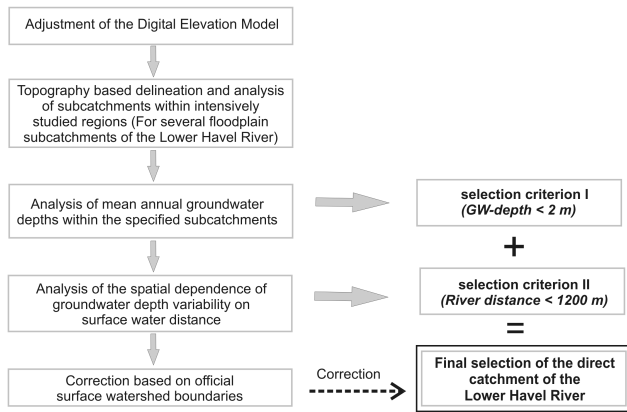 Adjustment of the Digital Elevation Model
Topography based delineation and analysis
of subcatchments within intensively
studied regions (For several floodplain
subcatchments of the Lower Havel River)
Analysis of mean annual groundwater
depths within the specified subcatchments
selection criterion I
(GW-depth < 2 m)
+
Analysis of the spatial dependence of
groundwater depth variability on
surface water distance
selection criterion II
(River distance < 1200 m)
=
Correction based on official
surface watershed boundaries
Correction
Final selection of the direct
catchment of the
Lower Havel River